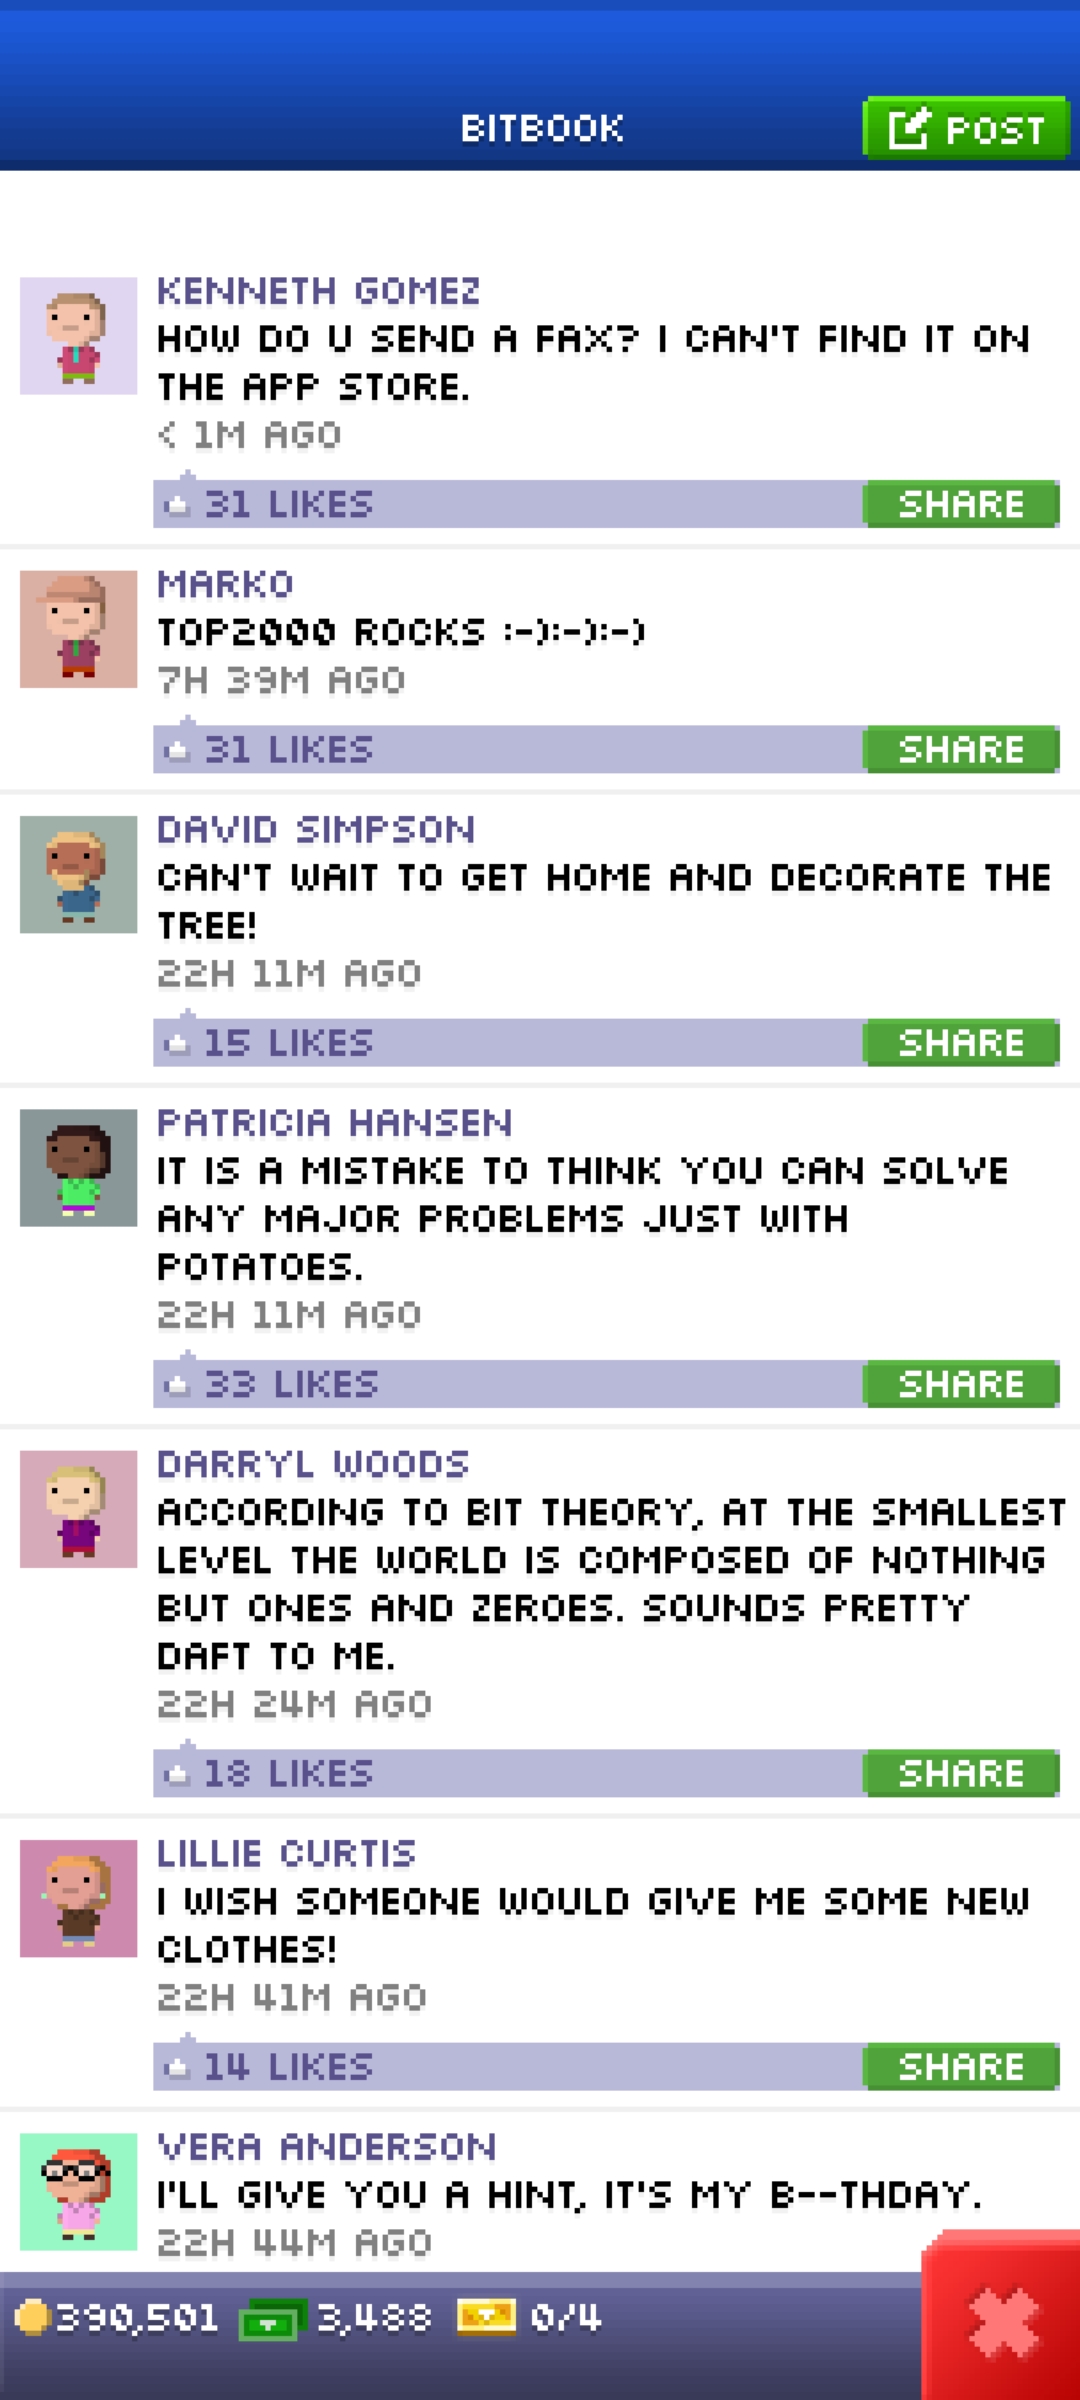 BITBOOK
POST
KENNETH GOMEZ
HOW DO U SEND A FAX? I CAN'T FIND IT ON
THE APP STORE.
< 1M AGO
31 LIKES
SHARE
MARKO
TOP2000 ROCKS :-):-):-)
7H 39M AGO
31 LIKES
SHARE
DAVID SIMPSON
CAN'T WAIT TO GET HOME AND DECORATE THE
TREE!
22H 11M AGO
15 LIKES
SHARE
PATRICIA HANSEN
IT IS A MISTAKE TO THINK YOU CAN SOLVE
ANY MAJOR PROBLEMS JUST WITH
POTATOES.
22H 11M AGO
33 LIKES
SHARE
DARRYL WOODS
ACCORDING TO BIT THEORY, AT THE SMALLEST
LEVEL THE WORLD IS COMPOSED OF NOTHING
BUT ONES AND ZEROES. SOUNDS PRETTY
DAFT TO ME.
22H 24M AGO
18 LIKES
SHARE
LILLIE CURTIS
I WISH SOMEONE WOULD GIVE ME SOME NEW
CLOTHES!
22H 41M AGO
14 LIKES
SHARE
VERA ANDERSON
I'LL GIVE YOU A HINT, IT'S MY B--THDAY.
22H 44M AGO
390,501 3,488 0/4